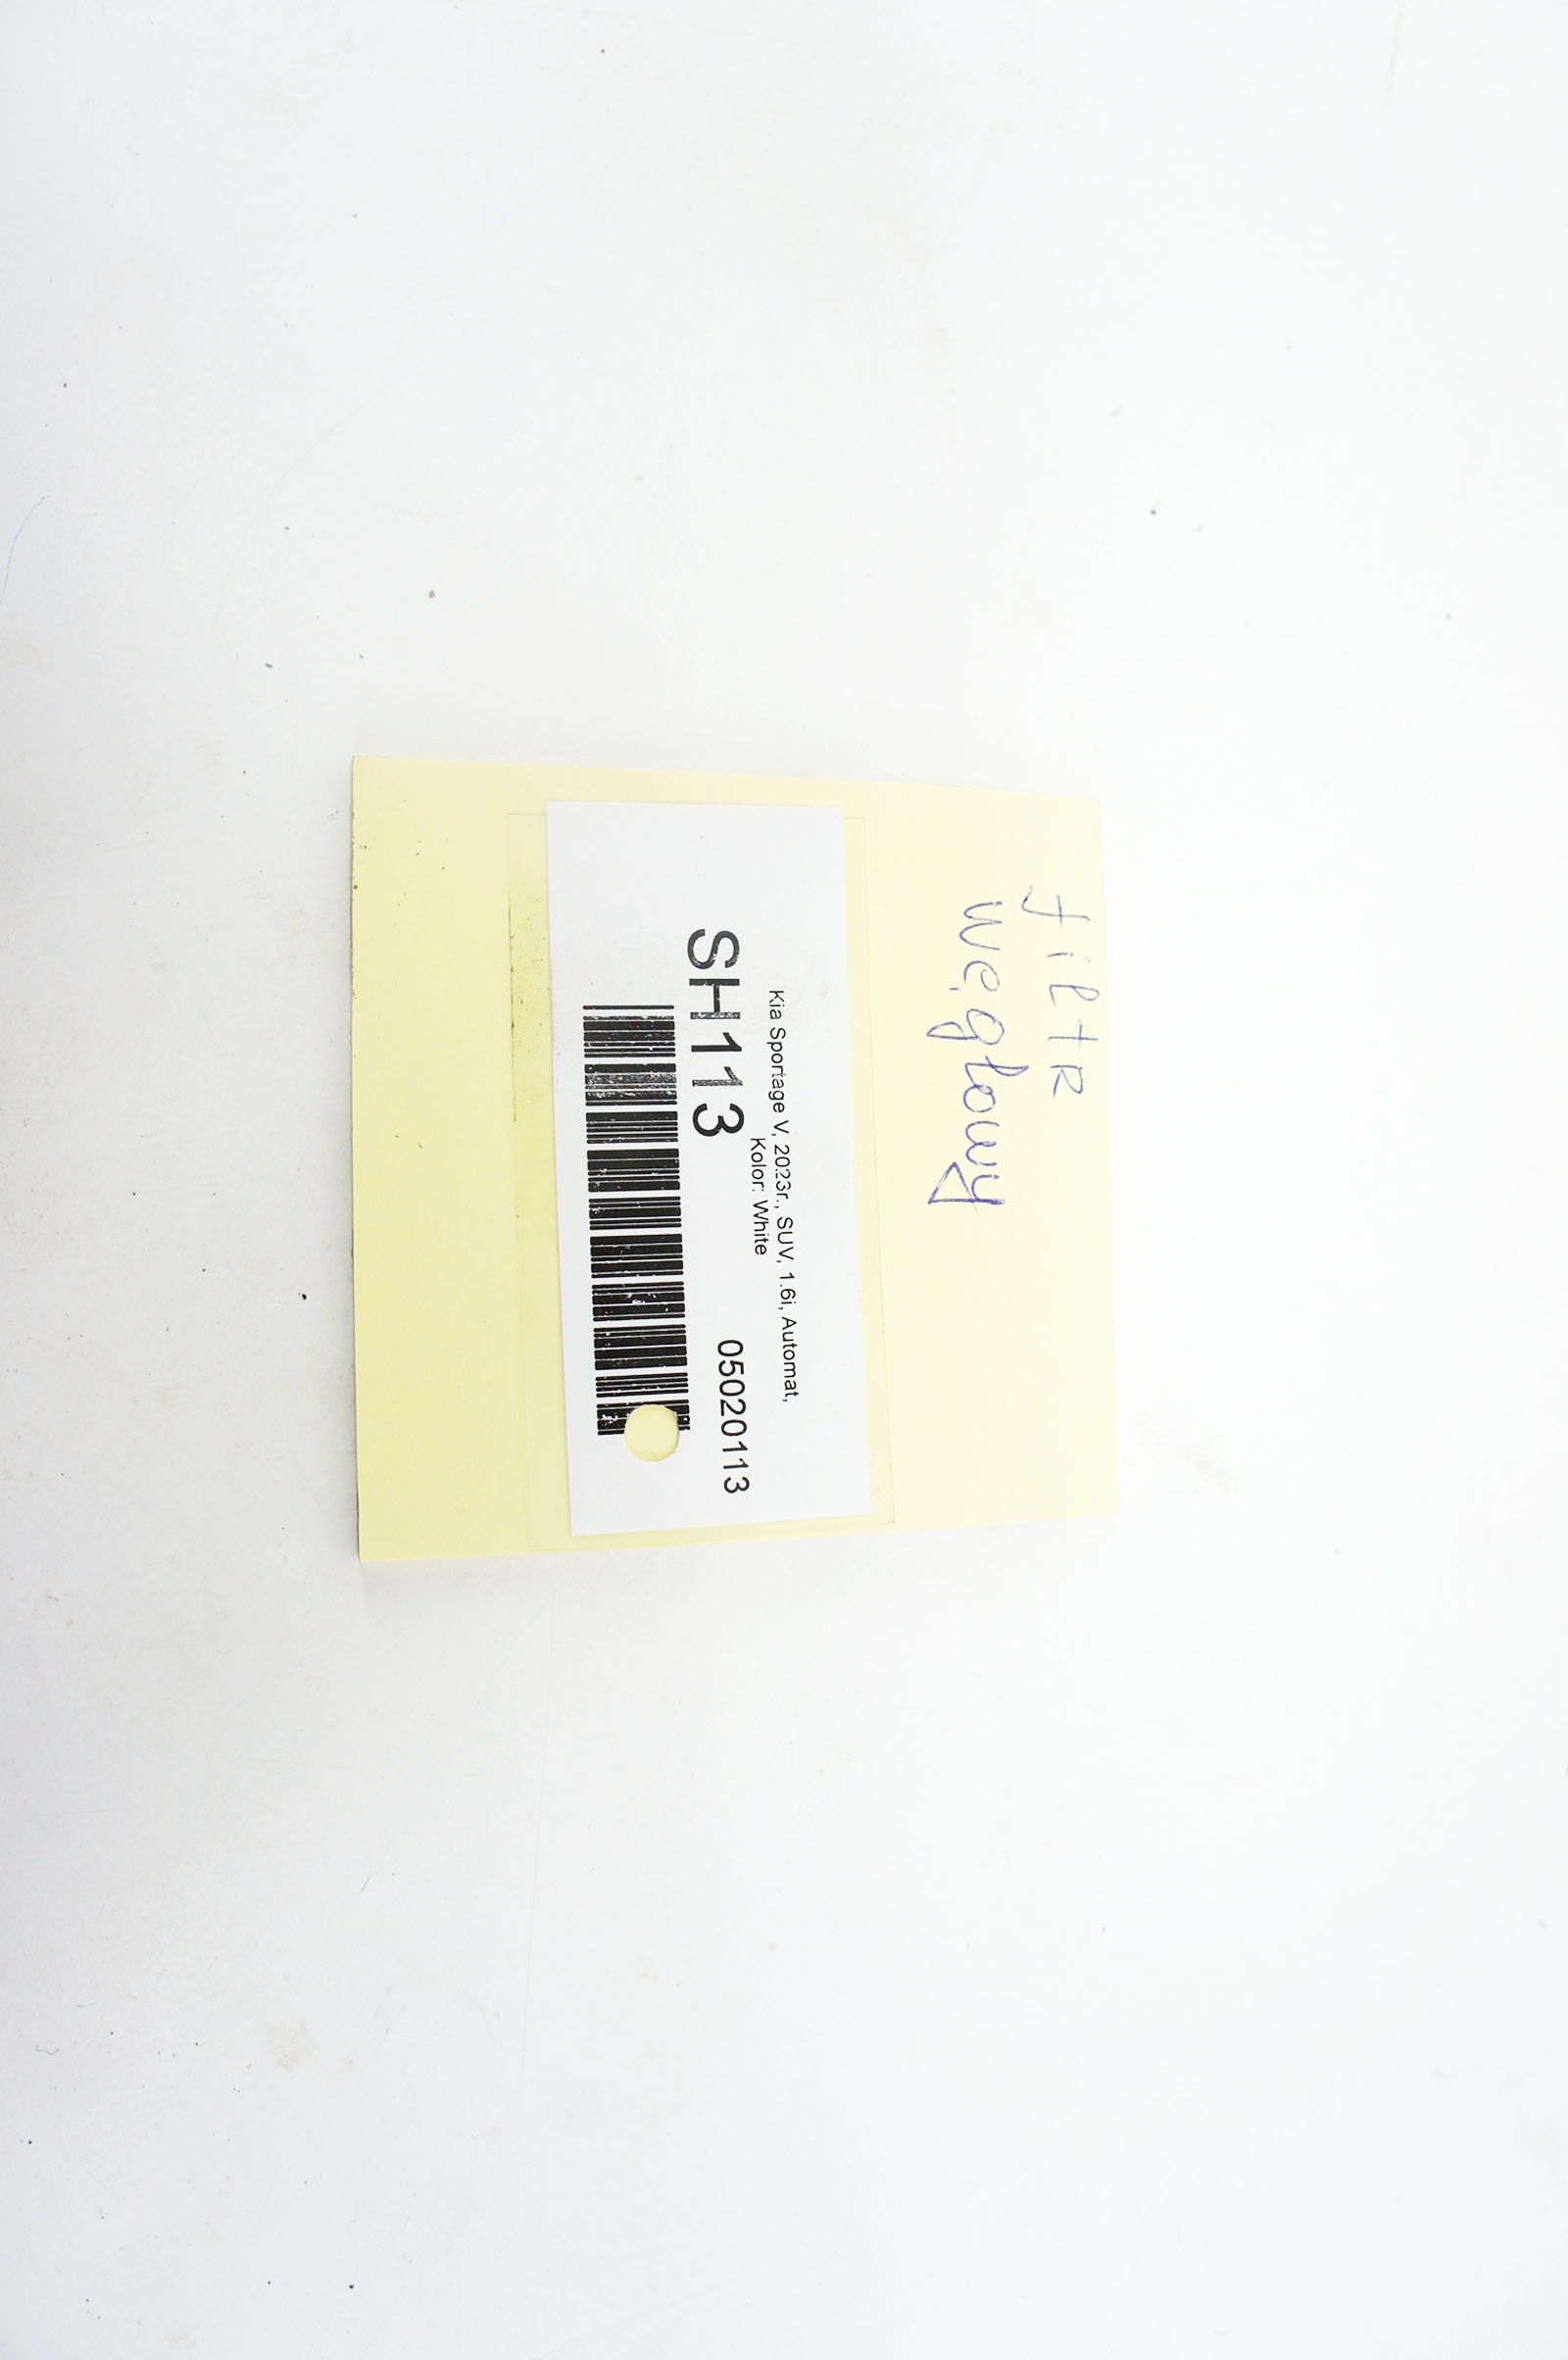 filtR
węglowy
Kia Sportage V, 2023r., SUV, 1.6i, Automat,
Kolor: White
SH113
05020113